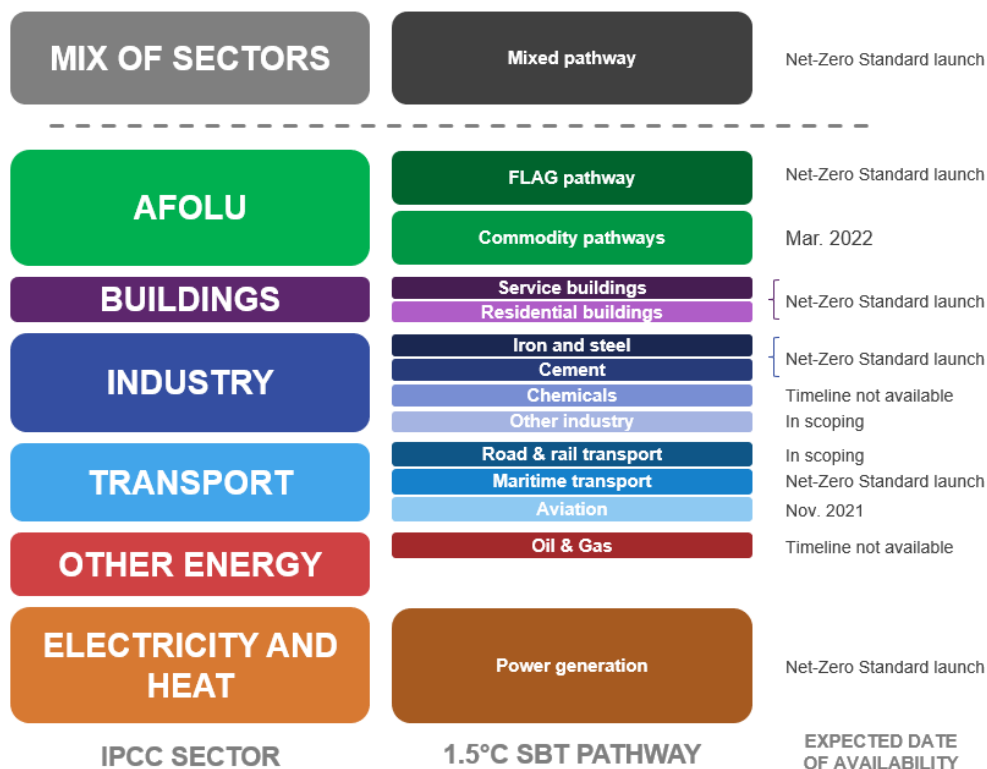 MIX OF SECTORS
Mixed pathway
Net-Zero Standard launch
AFOLU
FLAG pathway
Net-Zero Standard launch
Commodity pathways
Mar. 2022
BUILDINGS
Service buildings
Residential buildings
Net-Zero Standard launch
INDUSTRY
Iron and steel
Cement
Net-Zero Standard launch
Chemicals
Timeline not available
Other industry
In scoping
TRANSPORT
Road & rail transport
In scoping
Maritime transport
Net-Zero Standard launch
Aviation
Nov. 2021
OTHER ENERGY
Oil & Gas
Timeline not available
ELECTRICITY AND
HEAT
Power generation
Net-Zero Standard launch
IPCC SECTOR
1.5°C SBT PATHWAY
EXPECTED DATE
OF AVAILABILITY